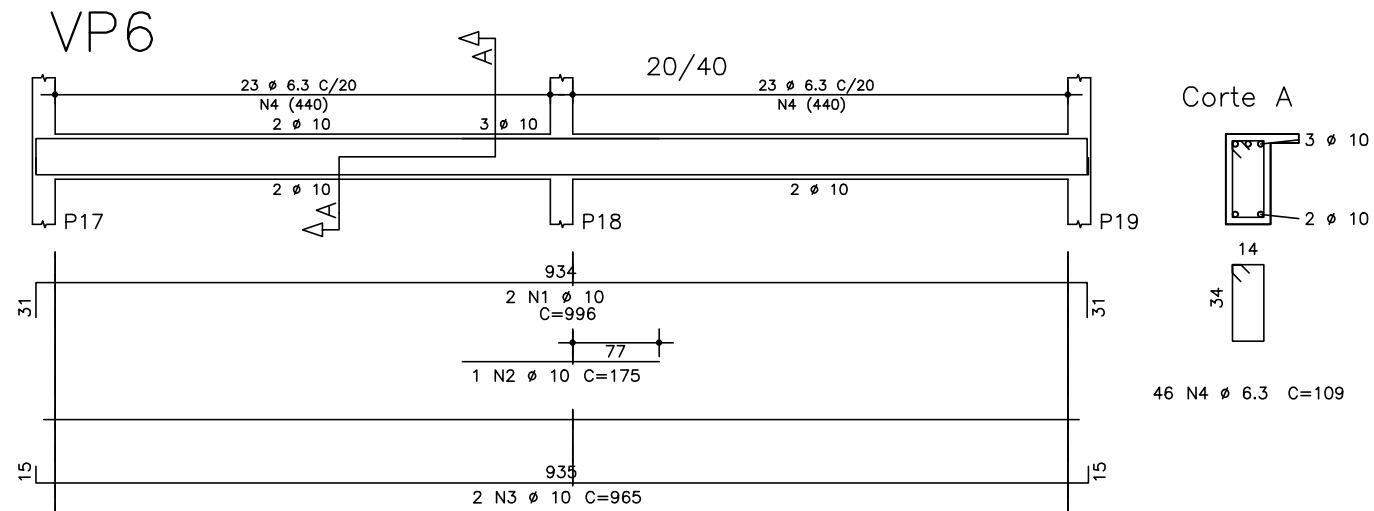 VP6
A
20/40
23 ø 6.3 C/20
23 ø 6.3 C/20
N4 (440)
N4 (440)
2 ø 10
3 ø 10
2 ø 10
2 ø 10
A
P17
P18
P19
Corte A
3 ø 10
2 ø 10
14
34
46 N4 ø 6.3 C=109
934
31
31
2 N1 ø 10
C=996
77
1 N2 ø 10 C=175
15
935
15
2 N3 ø 10 C=965